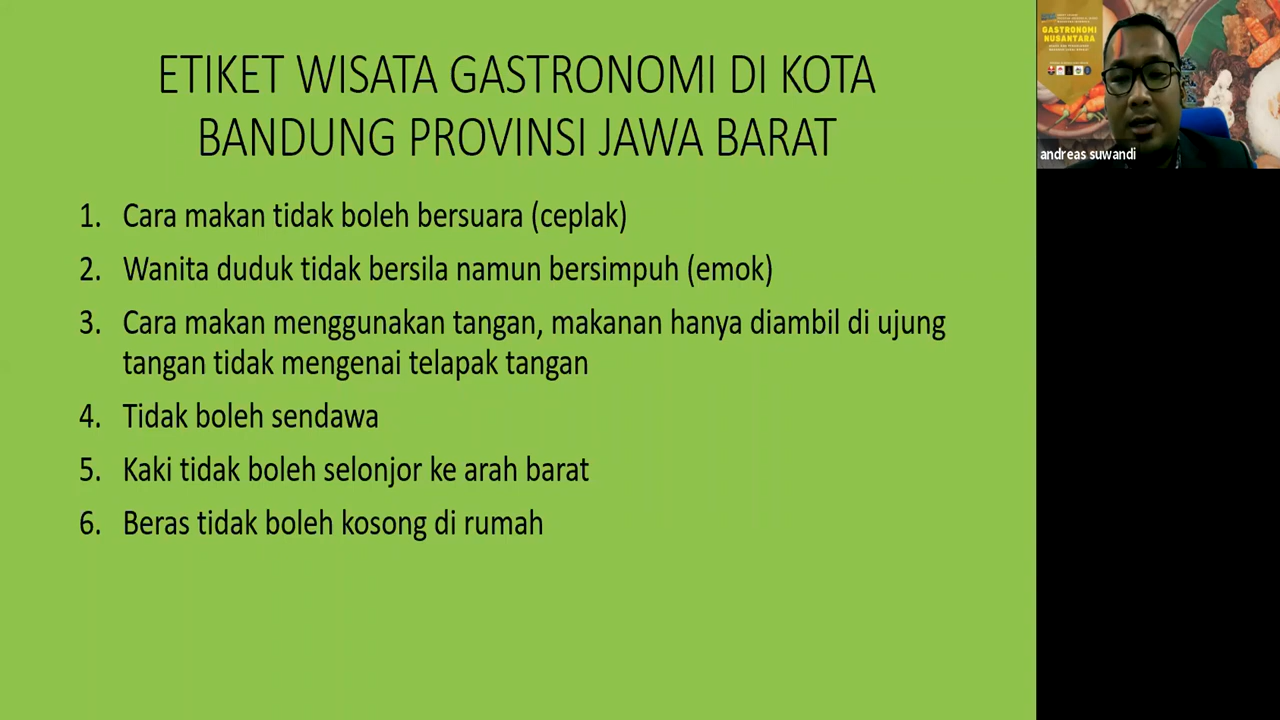 ETIKET WISATA GASTRONOMI DI KOTA
BANDUNG PROVINSI JAWA BARAT
1. Cara makan tidak boleh bersuara (ceplak)
2. Wanita duduk tidak bersila namun bersimpuh (emok)
3. Cara makan menggunakan tangan, makanan hanya diambil di ujung
tangan tidak mengenai telapak tangan
4. Tidak boleh sendawa
5. Kaki tidak boleh selonjor ke arah barat
6. Beras tidak boleh kosong di rumah
GASTRONOMI
NUSANTARA
andreas suwandi